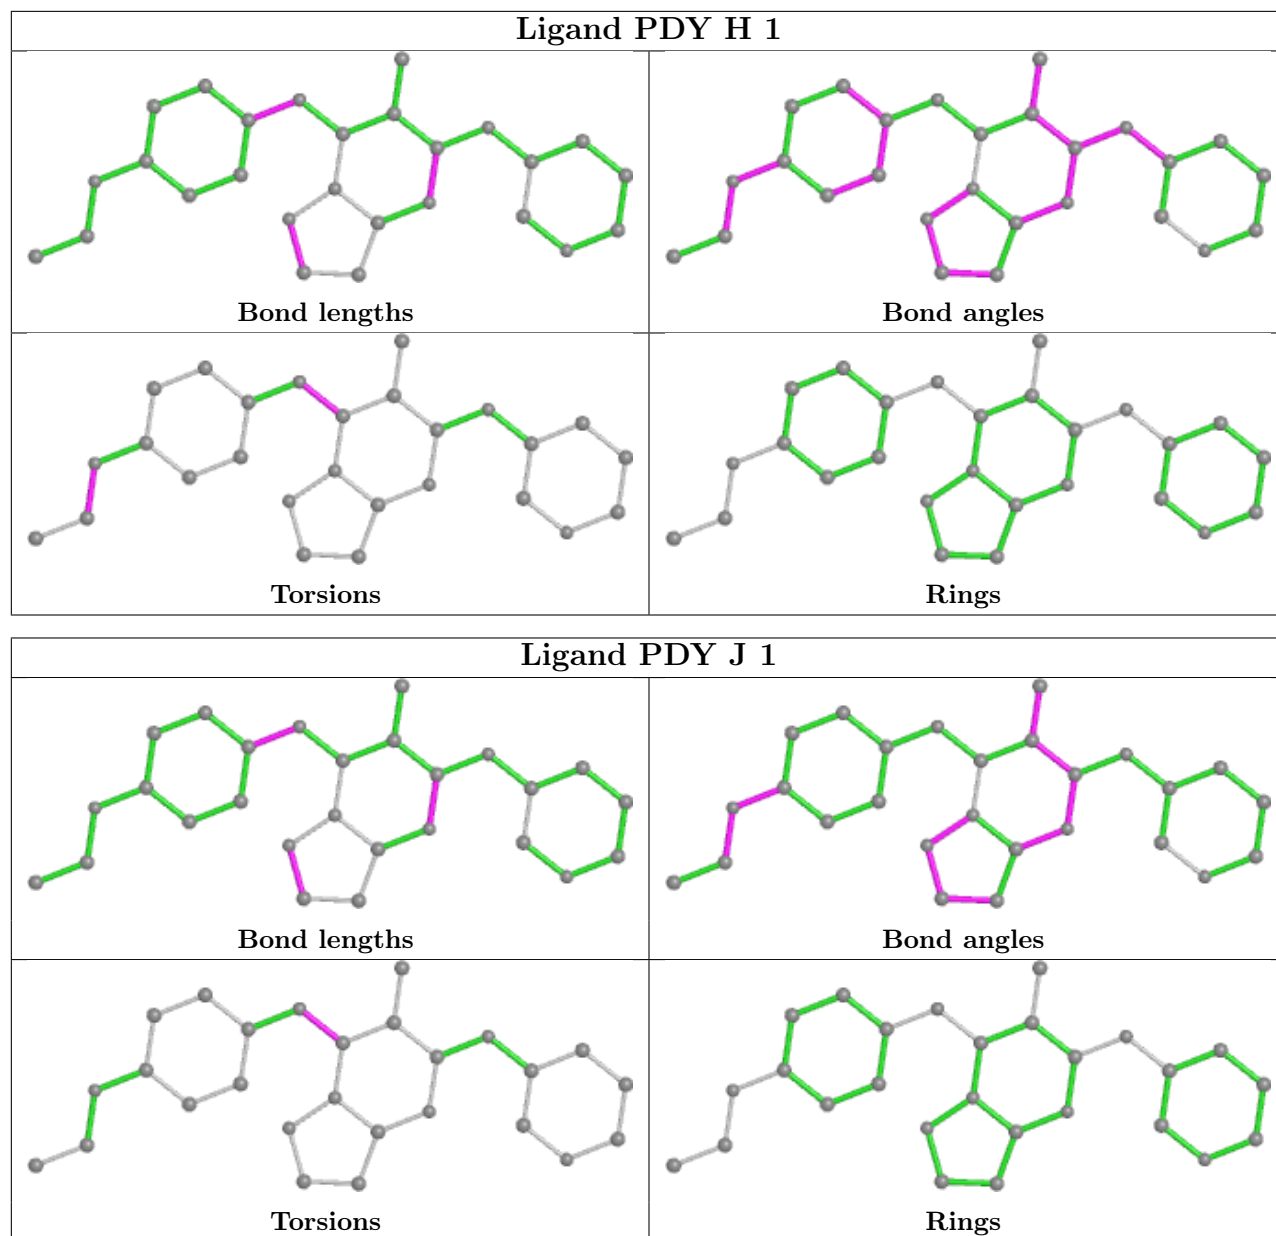 Ligand PDY H 1
Bond lengths
Bond angles
Torsions
Rings
Ligand PDY J 1
Bond lengths
Bond angles
Torsions
Rings